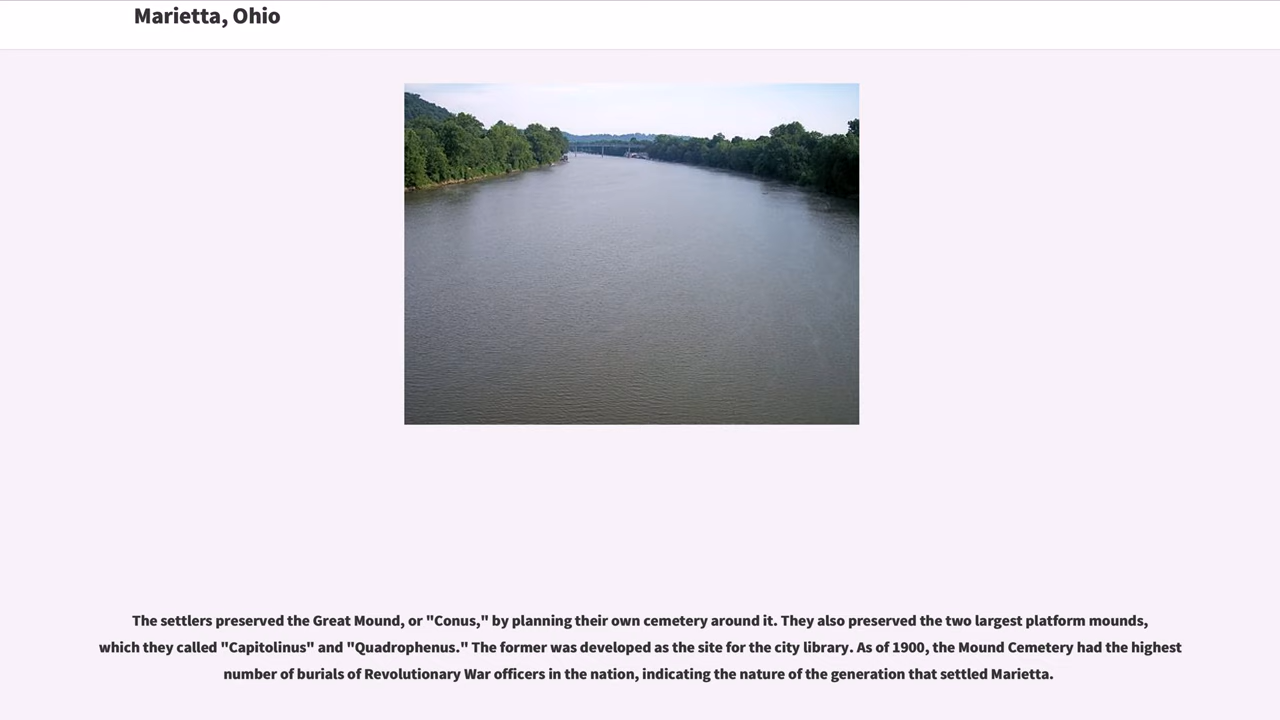 Marietta, Ohio
The settlers preserved the Great Mound, or "Conus," by planning their own cemetery around it. They also preserved the two largest platform mounds,
which they called "Capitolinus" and "Quadrophenus." The former was developed as the site for the city library. As of 1900, the Mound Cemetery had the highest
number of burials of Revolutionary War officers in the nation, indicating the nature of the generation that settled Marietta.